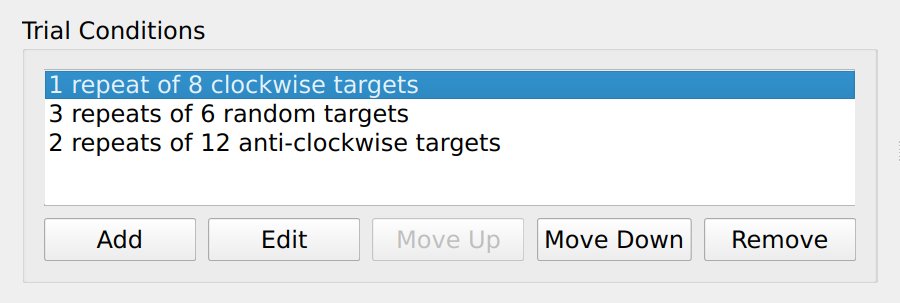 Trial Conditions
1 repeat of 8 clockwise targets
3 repeats of 6 random targets
2 repeats of 12 anti-clockwise targets
Add Edit Move Up Move Down Remove